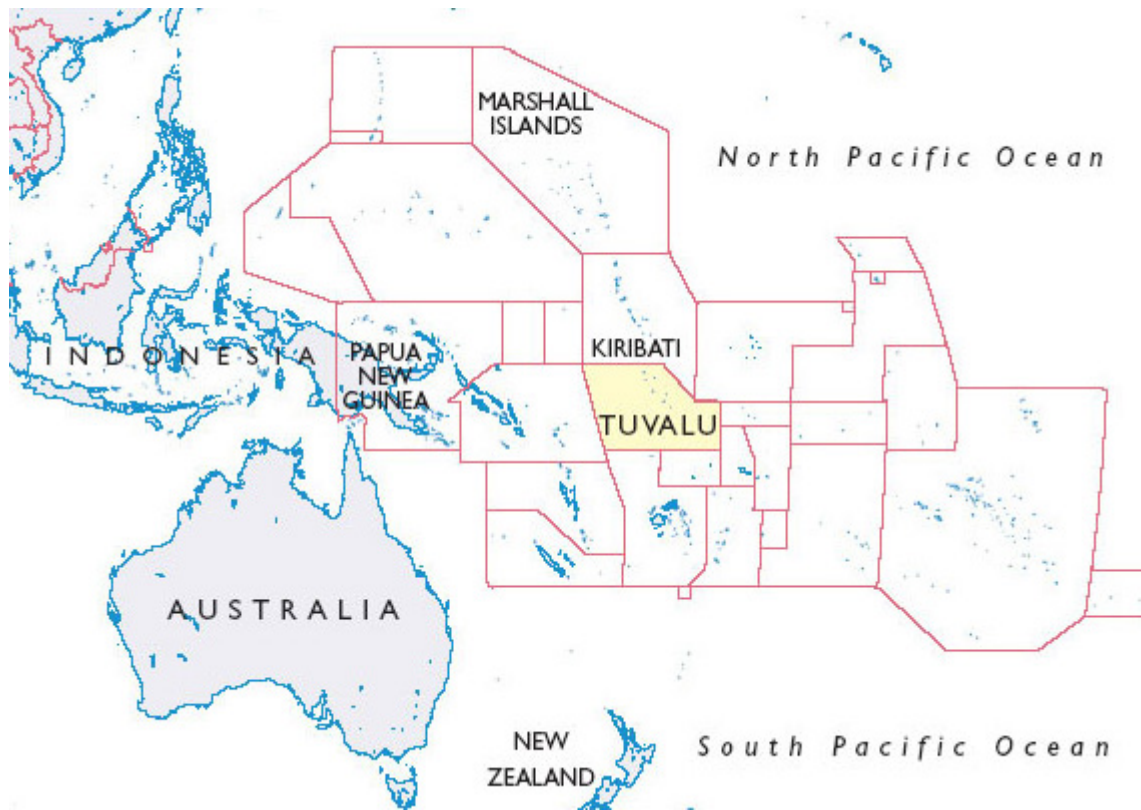 MARSHALL
ISLANDS
North Pacific Ocean
INDONESIA
PAPUA
NEW
GUINEA
KIRIBATI
TUVALU
AUSTRALIA
NEW
ZEALAND
South Pacific Ocean